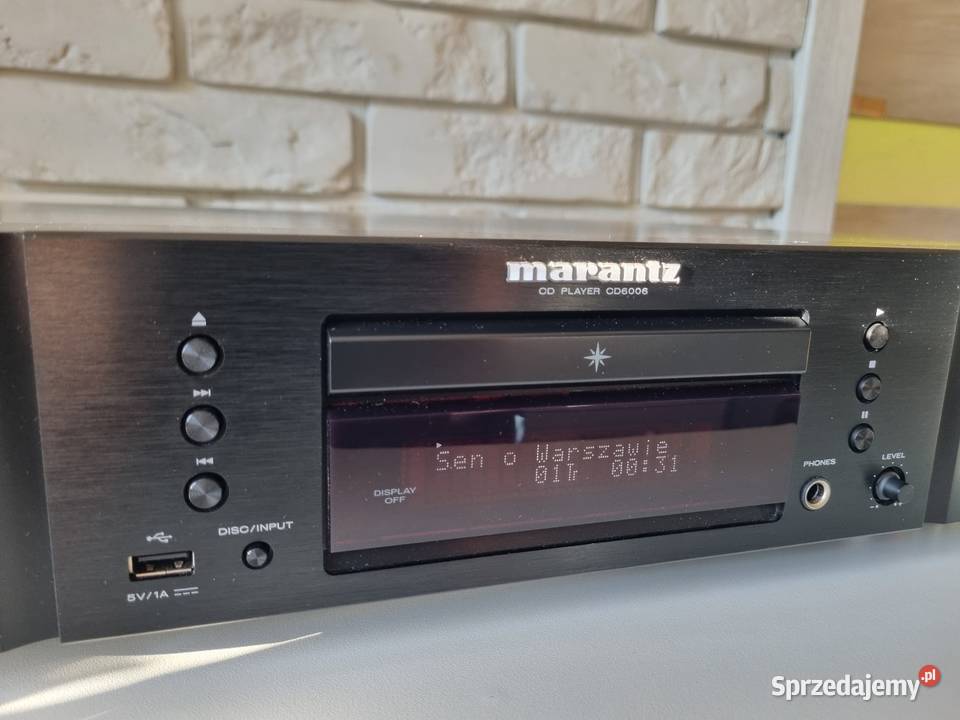 marantz
CD PLAYER CD6006
Sen o Warszawie
01Tr 00:31
DISPLAY
OFF
PHONES
LEVEL
- +
DISC/INPUT
5V/1A
Sprzedajemy.pl